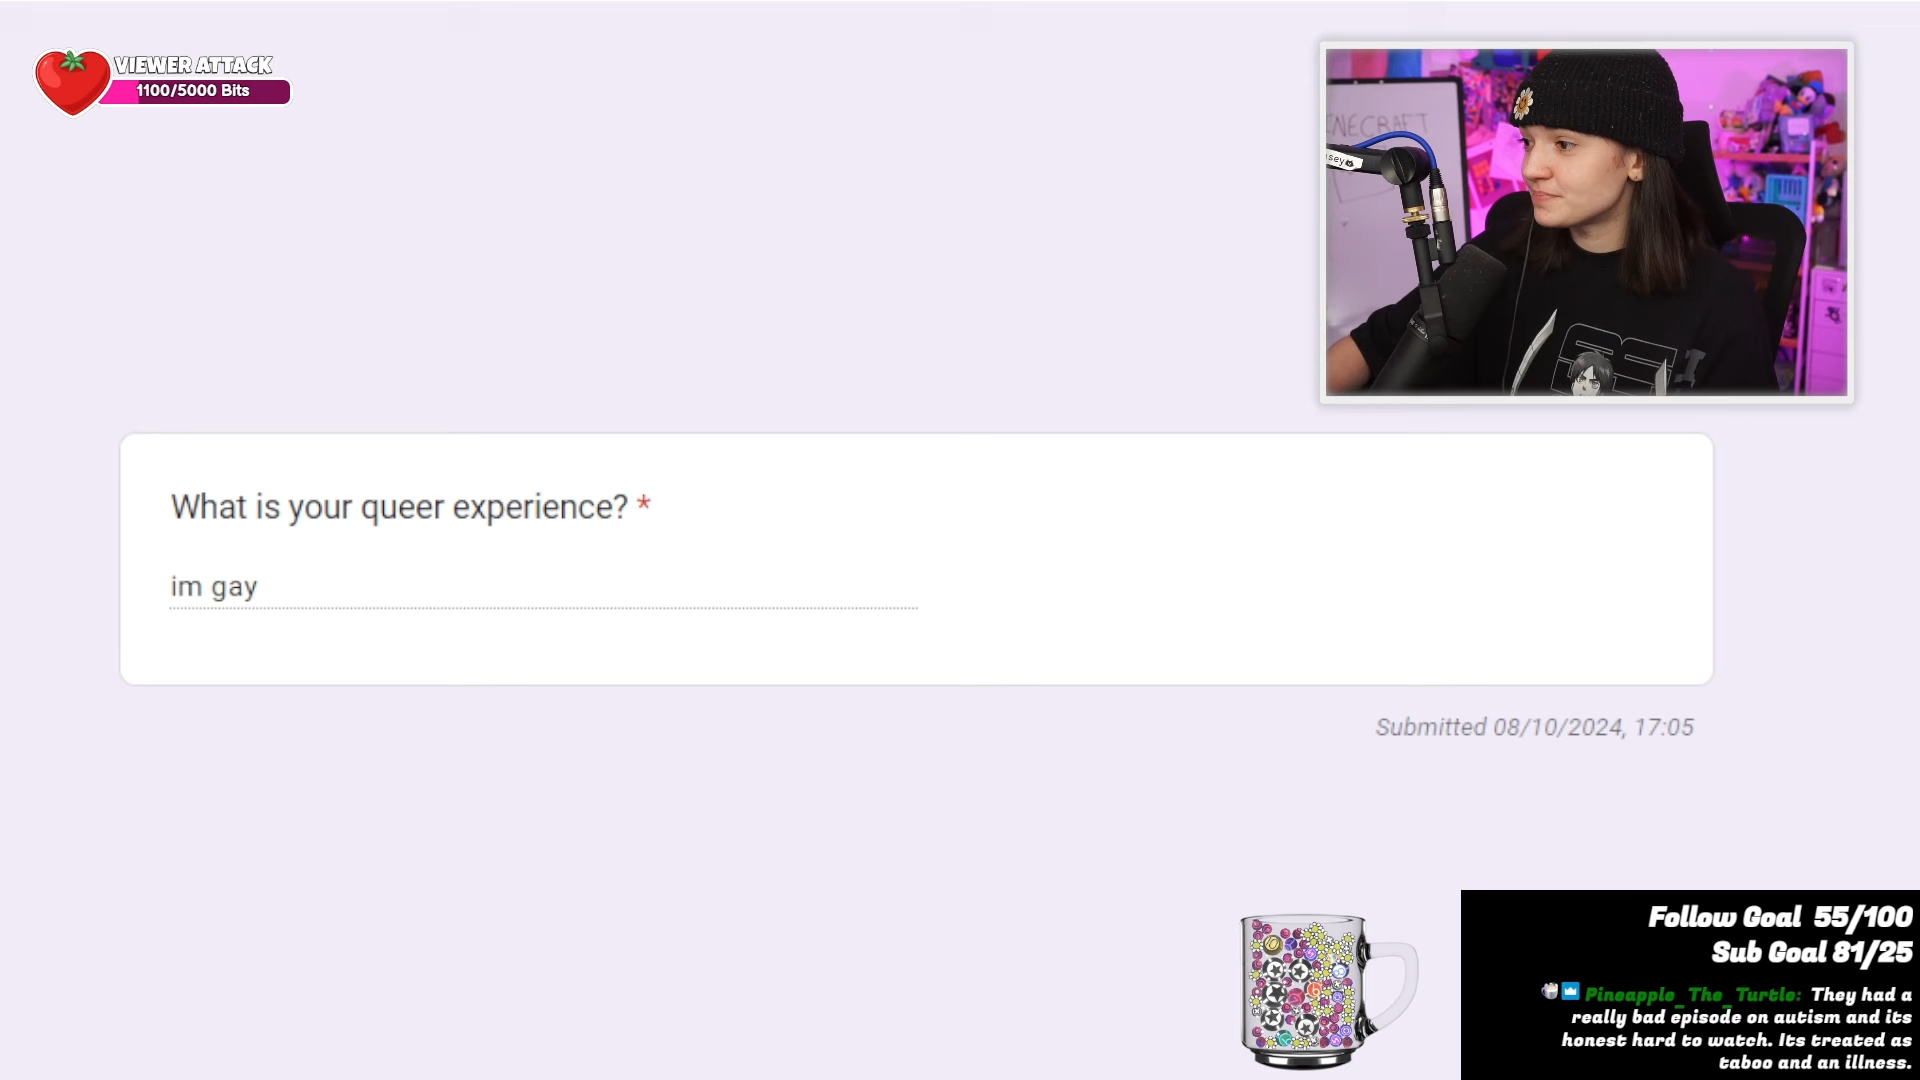 VIEWER ATTACK
1100/5000 Bits
INECRAFT
sey
What is your queer experience? *
im gay
Submitted 08/10/2024, 17:05
Follow Goal 55/100
Sub Goal 81/25
Pineapple_The_Turtle: They had a
really bad episode on autism and its
honest hard to watch. Its treated as
taboo and an illness.